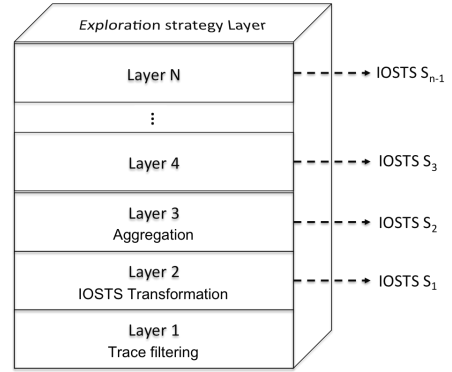 Exploration strategy Layer
Layer N
IOSTS Sn-1
⋮
Layer 4
IOSTS S3
Layer 3
Aggregation
IOSTS S2
Layer 2
IOSTS Transformation
IOSTS S1
Layer 1
Trace filtering